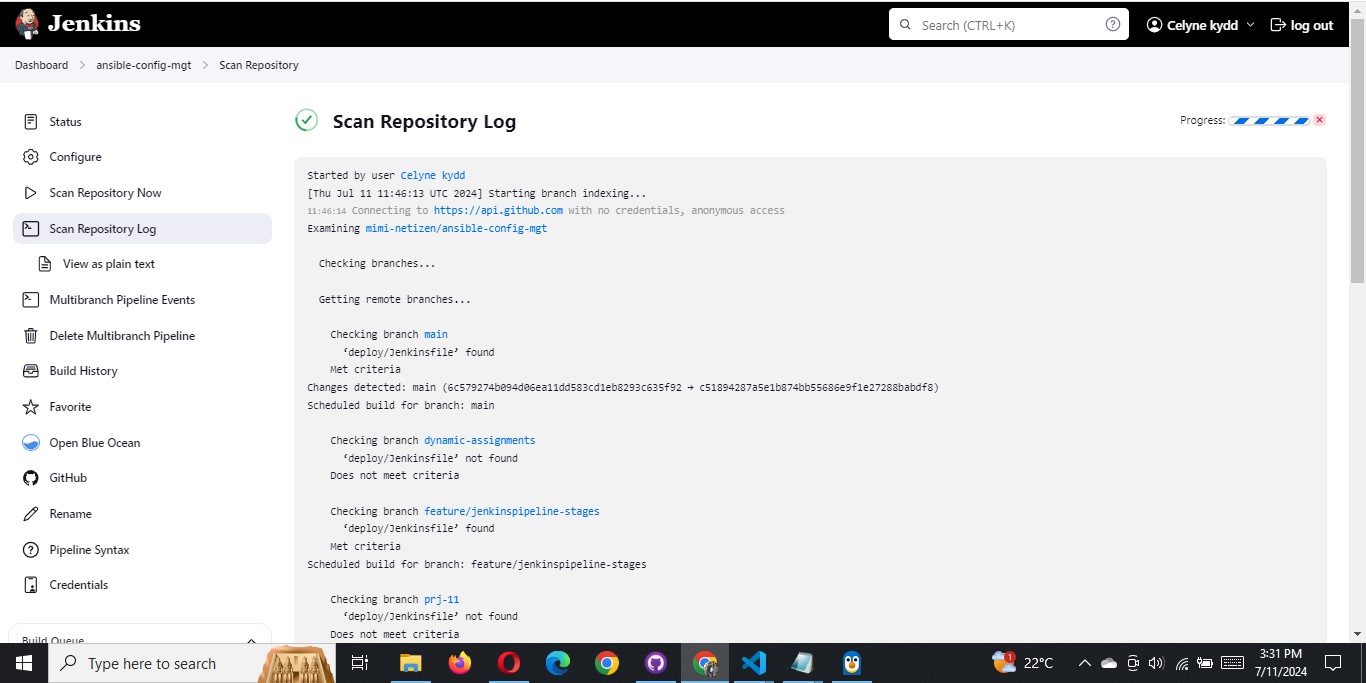 Jenkins
Search (CTRL+K)
Celyne kydd
log out
Dashboard > ansible-config-mgt > Scan Repository
Status
Configure
Scan Repository Now
Scan Repository Log
View as plain text
Multibranch Pipeline Events
Delete Multibranch Pipeline
Build History
Favorite
Open Blue Ocean
GitHub
Rename
Pipeline Syntax
Credentials
Build Queue
Scan Repository Log
Progress:
Started by user Celyne kydd
[Thu Jul 11 11:46:13 UTC 2024] Starting branch indexing...
11:46:14 Connecting to https://api.github.com with no credentials, anonymous access
Examining mimi-netizen/ansible-config-mgt
Checking branches...
Getting remote branches...
Checking branch main
‘deploy/Jenkinsfile’ found
Met criteria
Changes detected: main (6c579274b094d06ea11dd583cd1eb8293c635f92 → c51894287a5e1b874bb55686e9f1e27288babdf8)
Scheduled build for branch: main
Checking branch dynamic-assignments
‘deploy/Jenkinsfile’ not found
Does not meet criteria
Checking branch feature/jenkinspipeline-stages
‘deploy/Jenkinsfile’ found
Met criteria
Scheduled build for branch: feature/jenkinspipeline-stages
Checking branch prj-11
‘deploy/Jenkinsfile’ not found
Does not meet criteria
Type here to search
1
22°C
3:31 PM
7/11/2024